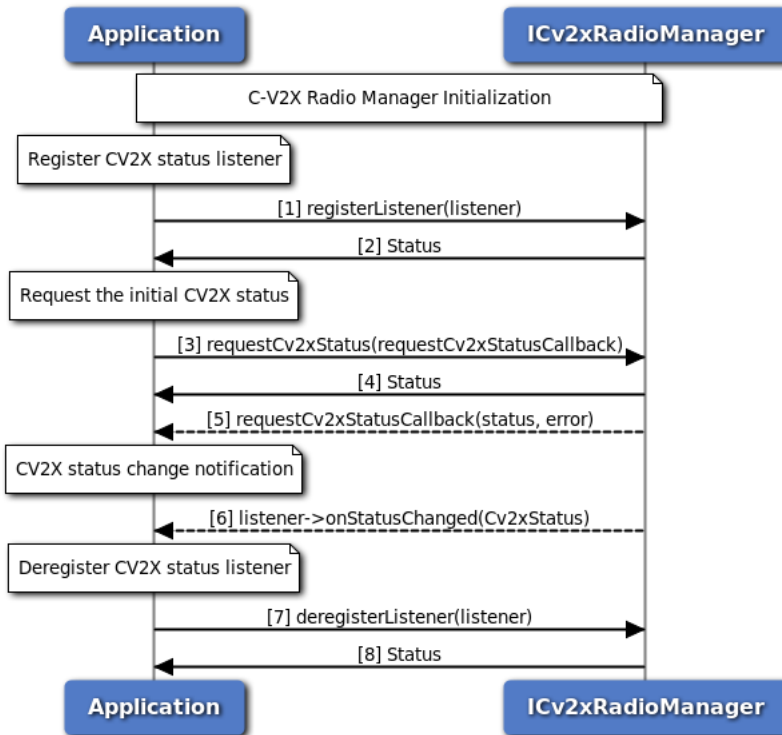 Application
ICv2xRadioManager
C-V2X Radio Manager Initialization
Register CV2X status listener
[1] registerListener(listener)
[2] Status
Request the initial CV2X status
[3] requestCv2xStatus(requestCv2xStatusCallback)
[4] Status
[5] requestCv2xStatusCallback(status, error)
CV2X status change notification
[6] listener->onStatusChanged(Cv2xStatus)
Deregister CV2X status listener
[7] deregisterListener(listener)
[8] Status
Application
ICv2xRadioManager